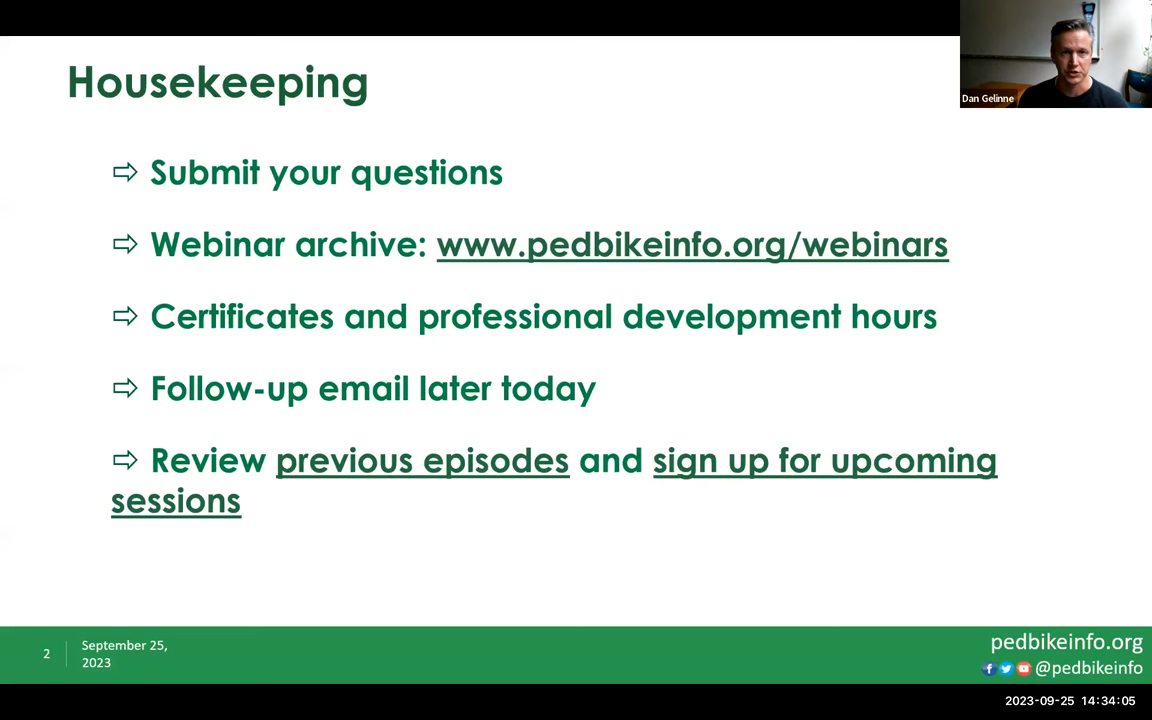 Housekeeping
Dan Gelinne
⇨ Submit your questions
⇨ Webinar archive: www.pedbikeinfo.org/webinars
⇨ Certificates and professional development hours
⇨ Follow-up email later today
⇨ Review previous episodes and sign up for upcoming
sessions
2
September 25,
2023
pedbikeinfo.org
@pedbikeinfo
2023-09-25 14:34:05